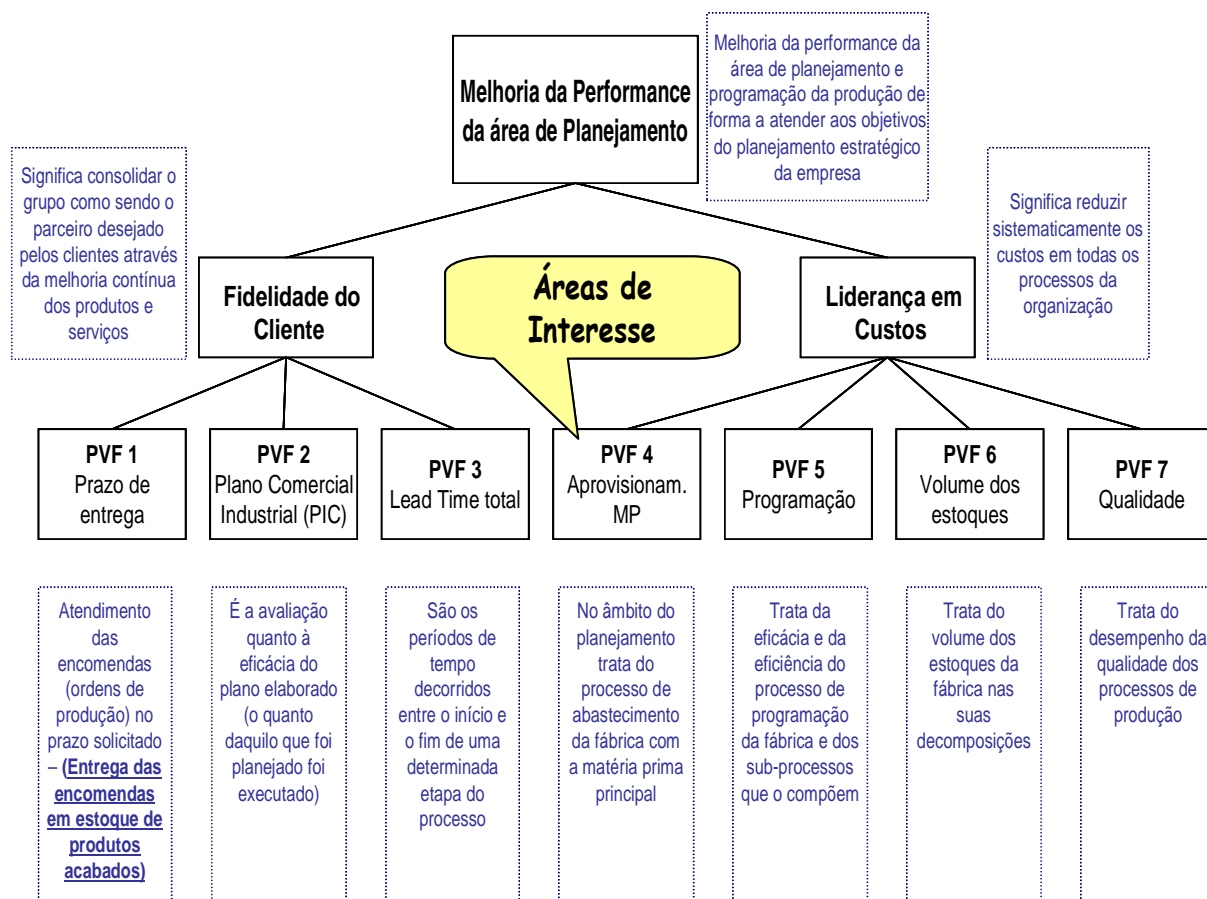 Melhoria da Performance
da área de Planejamento
Melhoria da performance da
área de planejamento e
programação da produção de
forma a atender aos objetivos
do planejamento estratégico
da empresa
Significa consolidar o
grupo como sendo o
parceiro desejado
pelos clientes através
da melhoria contínua
dos produtos e
serviços
Fidelidade do
Cliente
Áreas de
Interesse
Liderança em
Custos
Significa reduzir
sistematicamente os
custos em todas os
processos da
organização
PVF 1
Prazo de
entrega
PVF 2
Plano Comercial
Industrial (PIC)
PVF 3
Lead Time total
PVF 4
Aprovisionam.
MP
PVF 5
Programação
PVF 6
Volume dos
estoques
PVF 7
Qualidade
Atendimento
das
encomendas
(ordens de
produção) no
prazo solicitado
– (Entrega das
encomendas
em estoque de
produtos
acabados)
É a avaliação
quanto à
eficácia do
plano elaborado
(o quanto
daquilo que foi
planejado foi
executado)
São os
períodos de
tempo
decorridos
entre o início e
o fim de uma
determinada
etapa do
processo
No âmbito do
planejamento
trata do
processo de
abastecimento
da fábrica com
a matéria prima
principal
Trata da
eficácia e da
eficiência do
processo de
programação
da fábrica e dos
sub-processos
que o compõem
Trata do
volume dos
estoques da
fábrica nas
suas
decomposições
Trata do
desempenho da
qualidade dos
processos de
produção